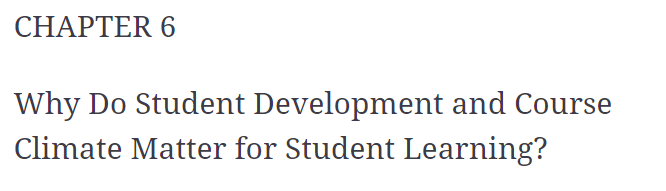 CHAPTER 6
Why Do Student Development and Course
Climate Matter for Student Learning?